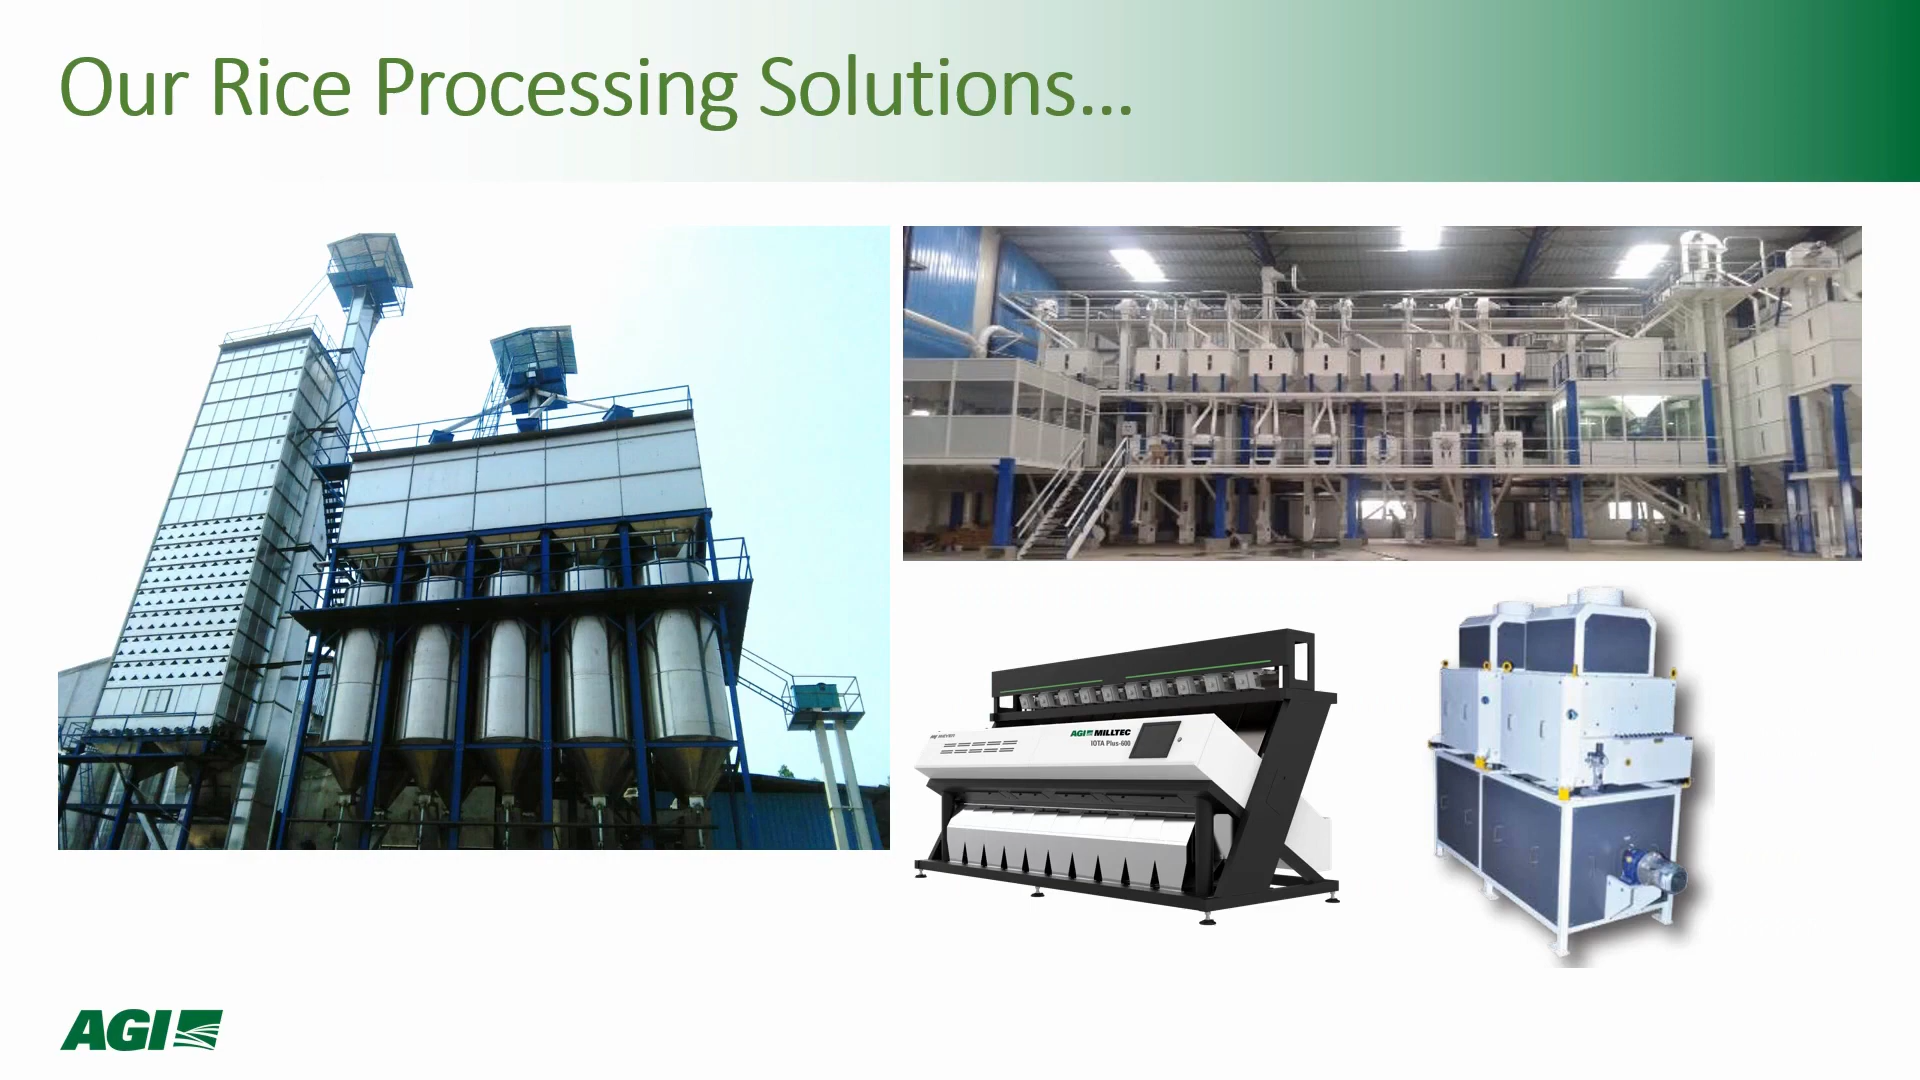 Our Rice Processing Solutions...
AGI MILLTEC
IOTA Plus-600
AGI